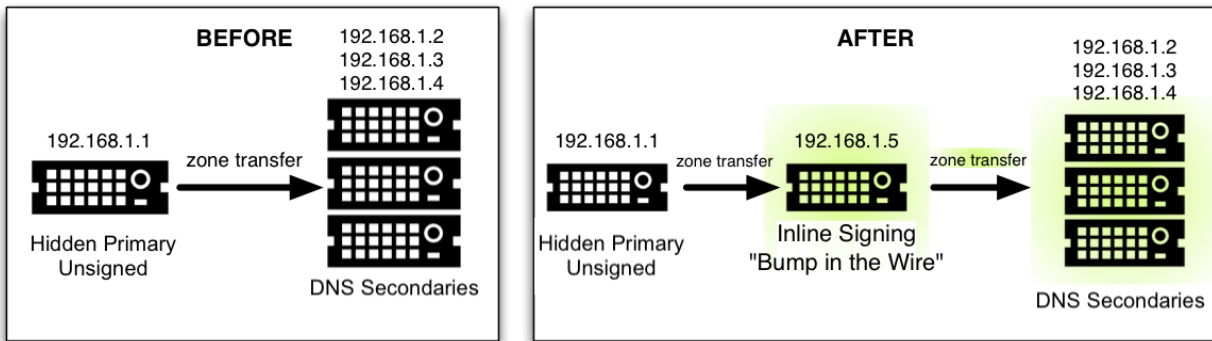 BEFORE
192.168.1.2
192.168.1.3
192.168.1.4
192.168.1.1
zone transfer
Hidden Primary
Unsigned
DNS Secondaries
AFTER
192.168.1.2
192.168.1.3
192.168.1.4
192.168.1.1
zone transfer
192.168.1.5
zone transfer
Hidden Primary
Unsigned
Inline Signing
"Bump in the Wire"
DNS Secondaries